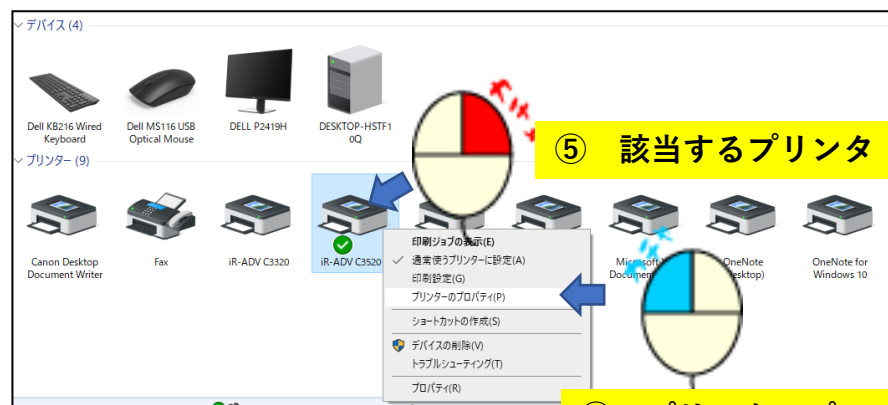 デバイス (4)
Dell KB216 Wired
Keyboard
Dell MS116 USB
Optical Mouse
DELL P2419H
DESKTOP-HSTF1
0Q
⑤ 該当するプリンタ
プリンター (9)
Canon Desktop
Document Writer
Fax
iR-ADV C3320
iR-ADV C3520
OneNote
OneNote for
Windows 10
印刷ジョブの表示(E)
通常使うプリンターに設定(A)
印刷設定(G)
プリンターのプロパティ(P)
ショートカットの作成(S)
デバイスの削除(V)
トラブルシューティング(T)
プロパティ(R)